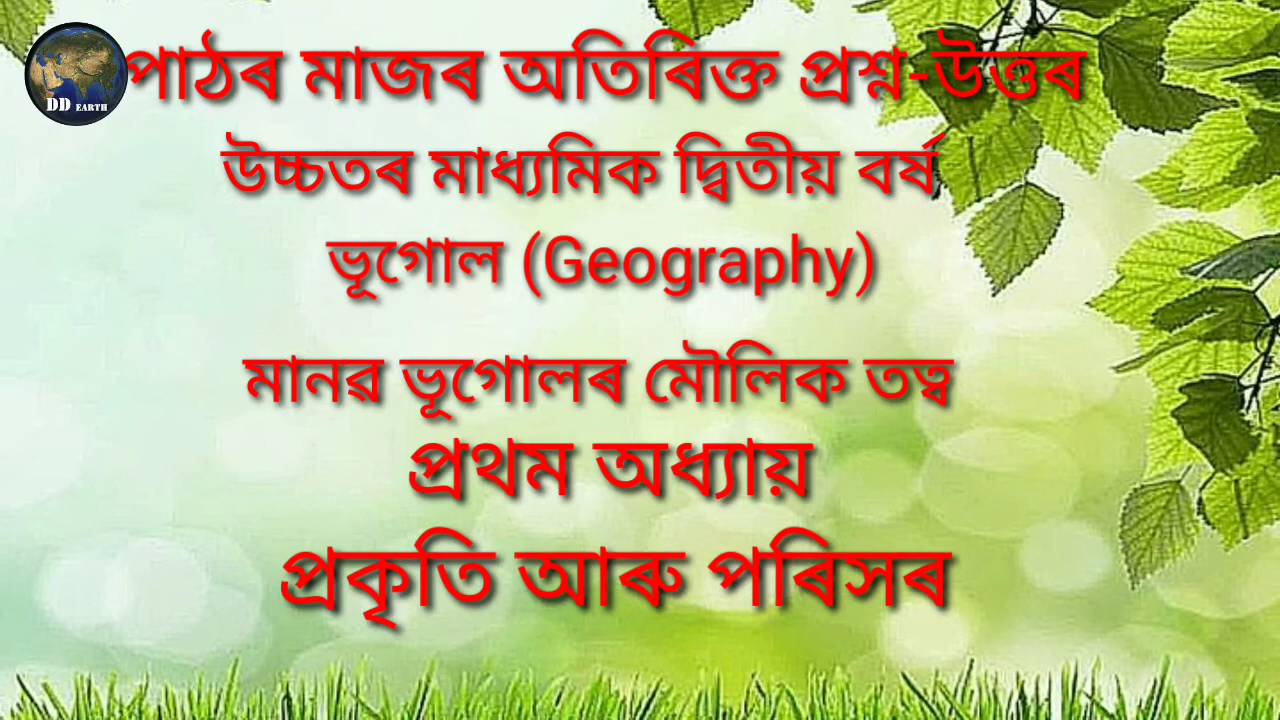 DD EARTH
পাঠৰ মাজৰ অতিৰিক্ত প্ৰশ্ন-উত্তৰ
উচ্চতৰ মাধ্যমিক দ্বিতীয় বৰ্ষ
ভূগোল (Geography)
মানৱ ভূগোলৰ মৌলিক তত্ব
প্ৰথম অধ্যায়
প্ৰকৃতি আৰু পৰিসৰ